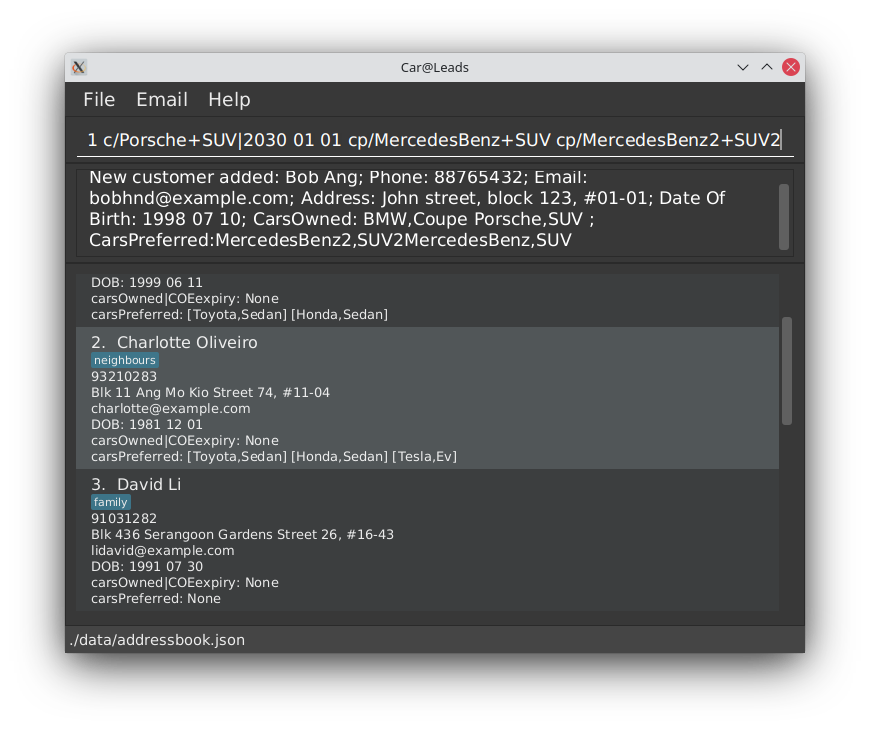 Car@Leads
File Email Help
1 c/Porsche+SUV|2030 01 01 cp/MercedesBenz+SUV cp/MercedesBenz2+SUV2
New customer added: Bob Ang; Phone: 88765432; Email:
bobhnd@example.com; Address: John street, block 123, #01-01; Date Of
Birth: 1998 07 10; CarsOwned: BMW,Coupe Porsche,SUV ;
CarsPreferred:MercedesBenz2,SUV2MercedesBenz,SUV
DOB: 1999 06 11
carsOwned|COEexpiry: None
carsPreferred: [Toyota,Sedan] [Honda,Sedan]
2. Charlotte Oliveiro
neighbours
93210283
Blk 11 Ang Mo Kio Street 74, #11-04
charlotte@example.com
DOB: 1981 12 01
carsOwned|COEexpiry: None
carsPreferred: [Toyota,Sedan] [Honda,Sedan] [Tesla,Ev]
3. David Li
family
91031282
Blk 436 Serangoon Gardens Street 26, #16-43
lidavid@example.com
DOB: 1991 07 30
carsOwned|COEexpiry: None
carsPreferred: None
./data/addressbook.json